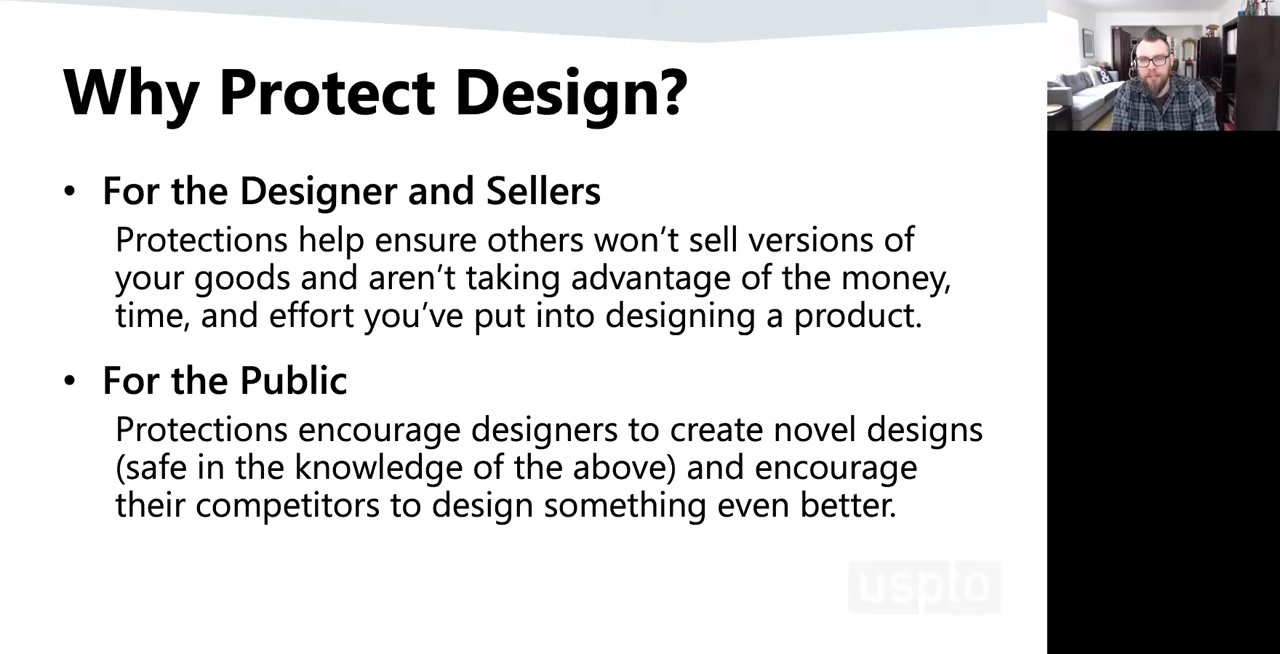 Why Protect Design?
• For the Designer and Sellers
Protections help ensure others won’t sell versions of
your goods and aren’t taking advantage of the money,
time, and effort you’ve put into designing a product.
• For the Public
Protections encourage designers to create novel designs
(safe in the knowledge of the above) and encourage
their competitors to design something even better.
uspto